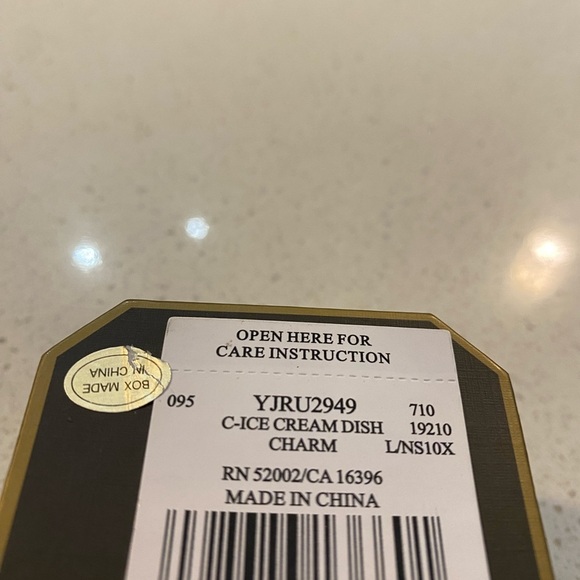 OPEN HERE FOR
CARE INSTRUCTION
BOX MADE
IN CHINA
095 YJRU2949 710
C-ICE CREAM DISH 19210
CHARM L/NS10X
RN 52002/CA 16396
MADE IN CHINA